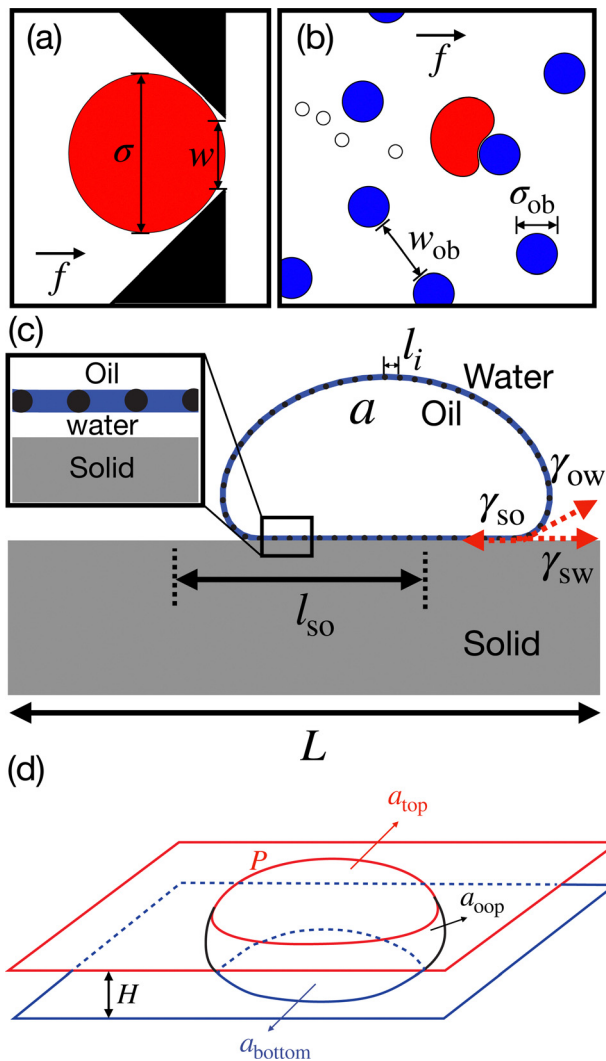 (a)
σ
w
f
(b)
f
σob
wob
(c)
Oil
water
Solid
li
Water
a
Oil
γow
γso
γsw
lso
Solid
L
(d)
atop
P
aoop
H
abottom